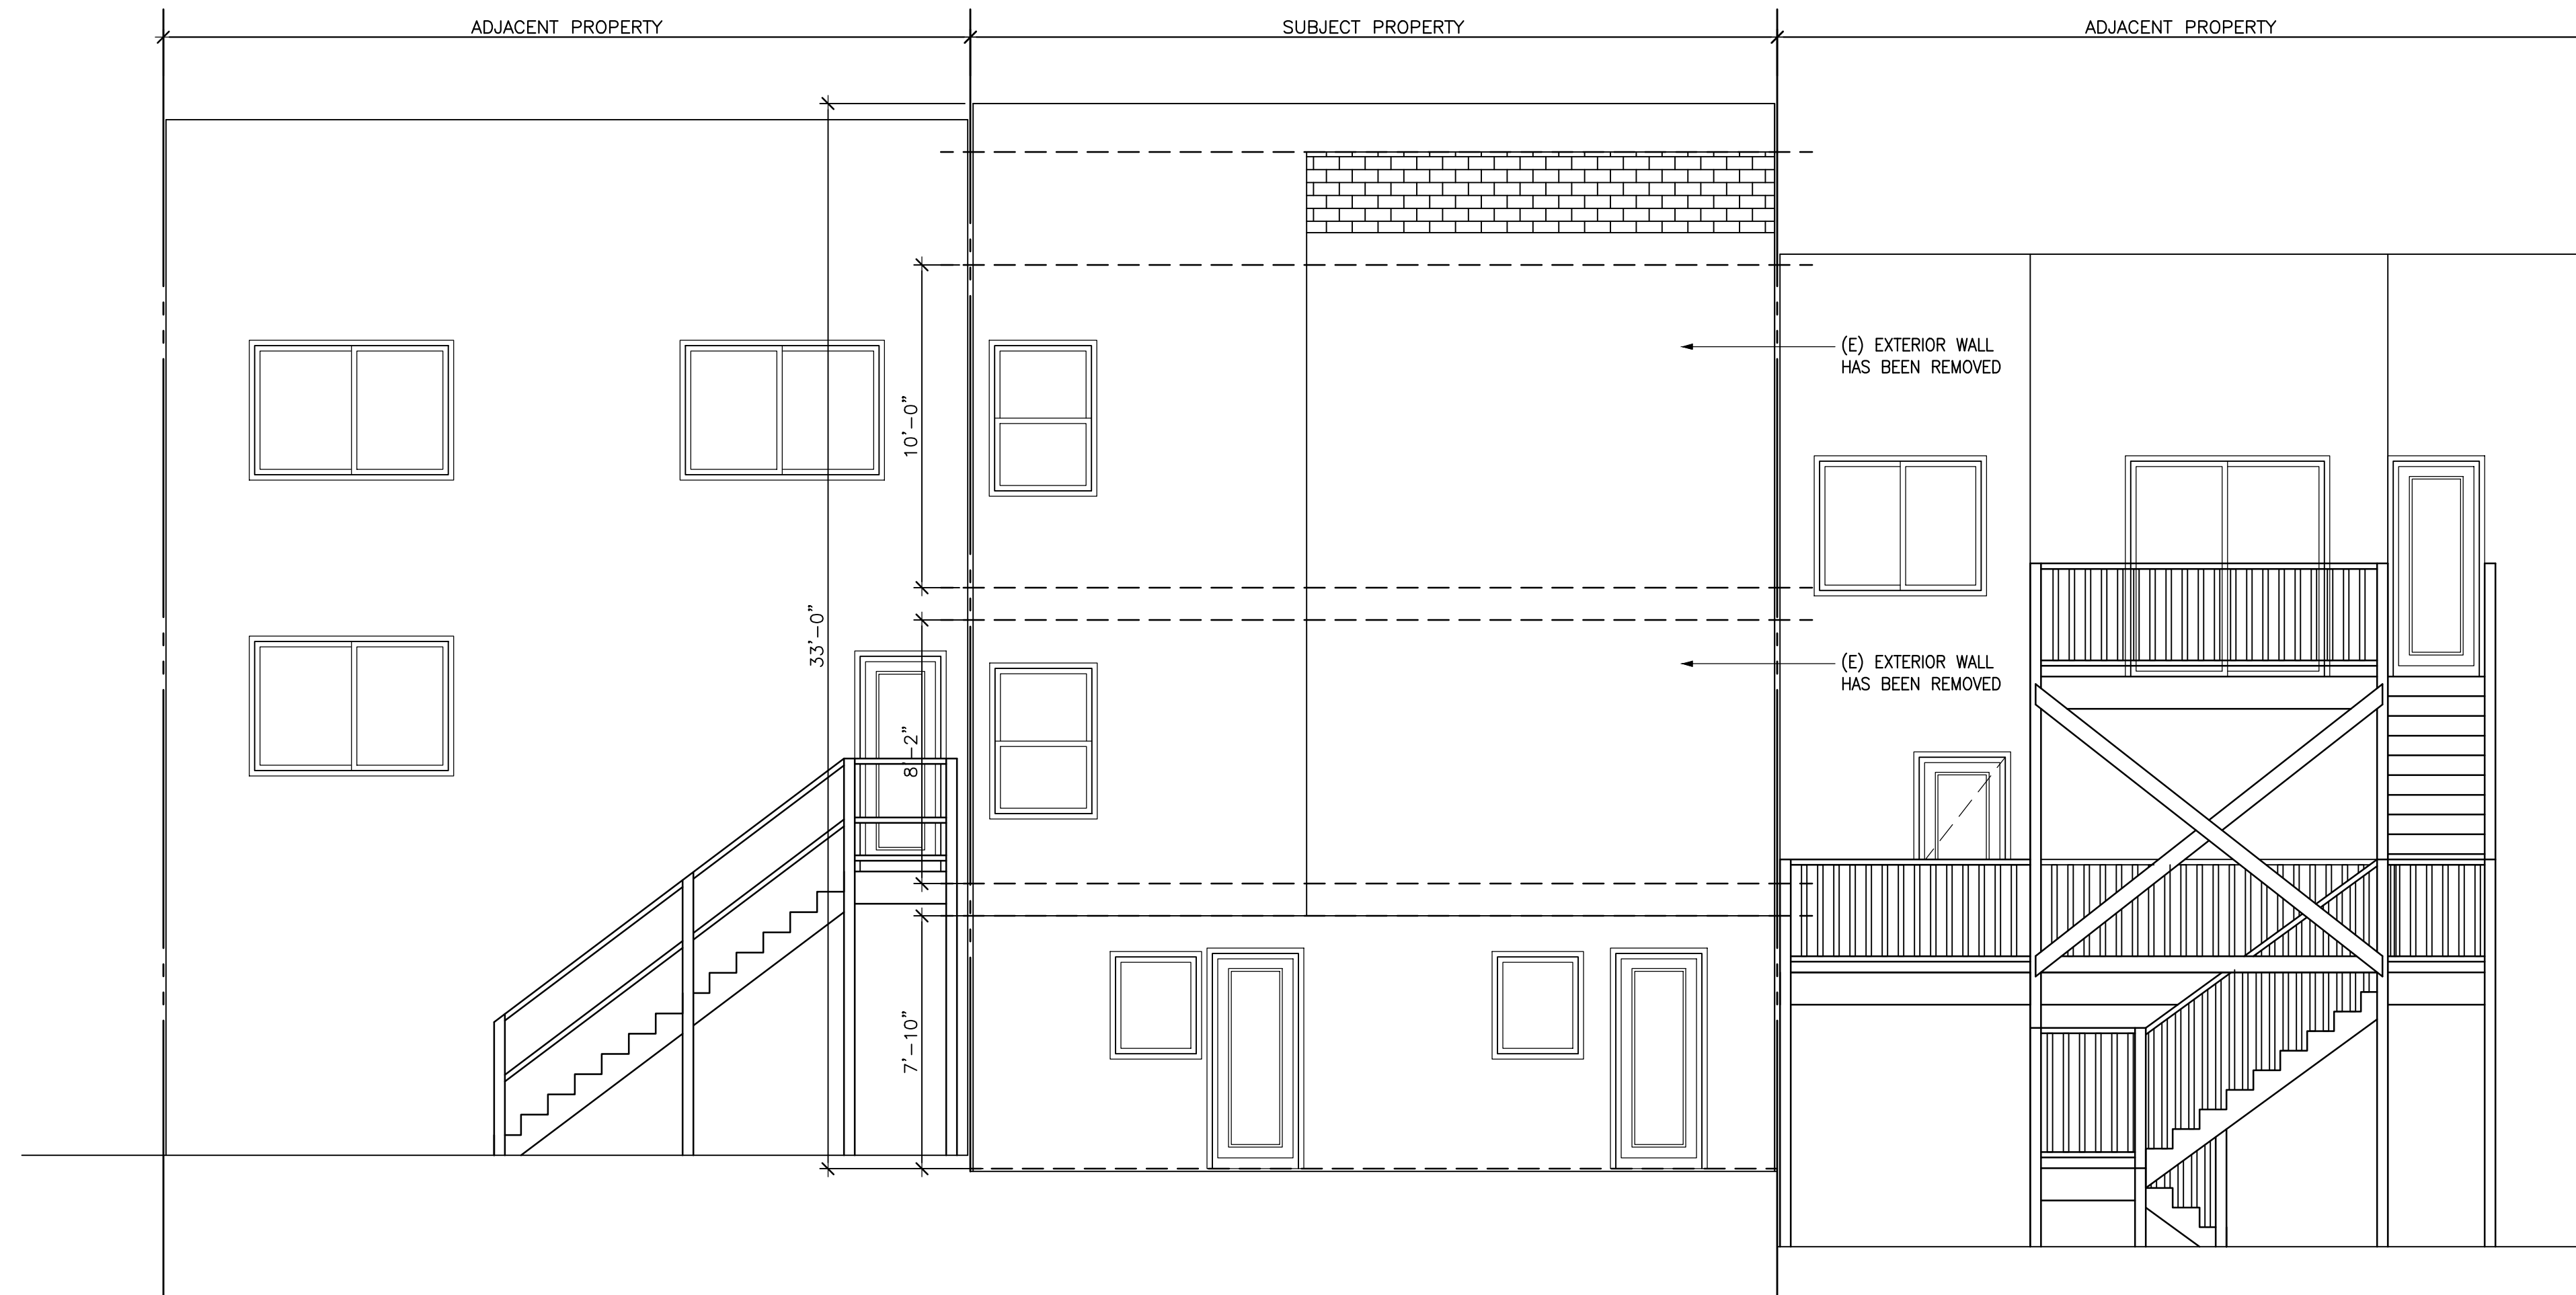 ADJACENT PROPERTY
SUBJECT PROPERTY
ADJACENT PROPERTY
(E) EXTERIOR WALL
HAS BEEN REMOVED
10'-0"
33'-0"
(E) EXTERIOR WALL
HAS BEEN REMOVED
8'-2"
7'-10"